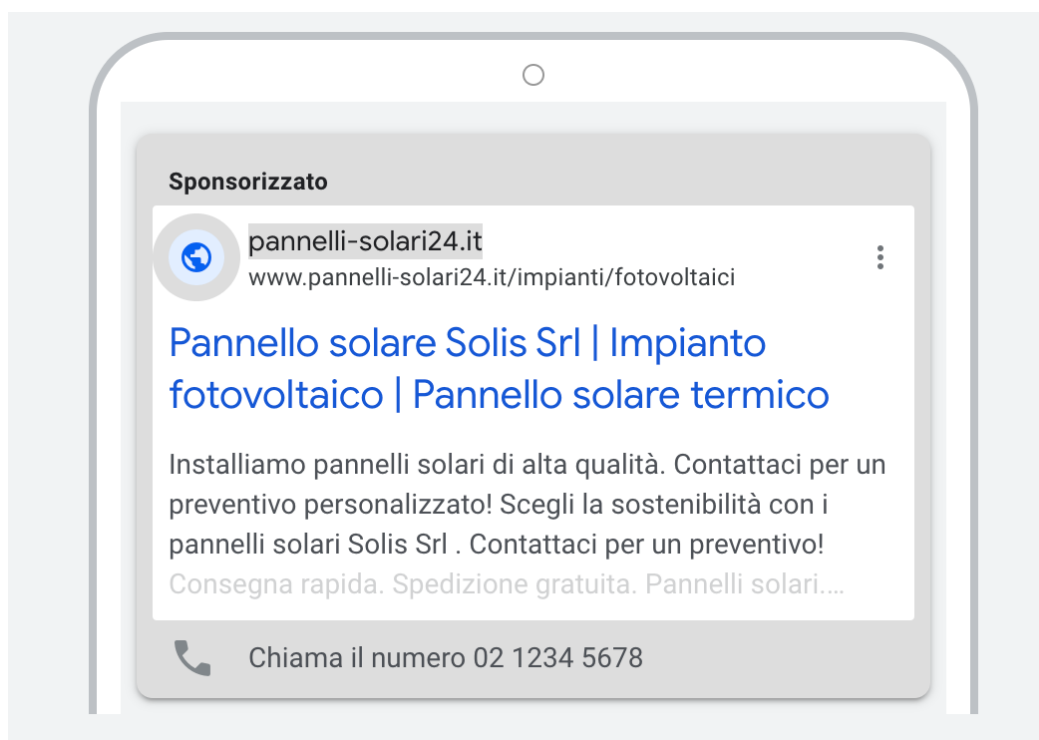 Sponsorizzato
pannelli-solari24.it
www.pannelli-solari24.it/impianti/fotovoltaici
Pannello solare Solis Srl | Impianto
fotovoltaico | Pannello solare termico
Installiamo pannelli solari di alta qualità. Contattaci per un
preventivo personalizzato! Scegli la sostenibilità con i
pannelli solari Solis Srl . Contattaci per un preventivo!
Consegna rapida. Spedizione gratuita. Pannelli solari....
Chiama il numero 02 1234 5678